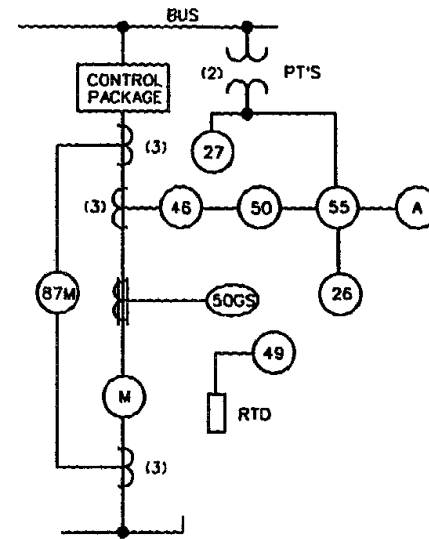 BUS
(2)
PT'S
CONTROL
PACKAGE
(3)
27
(3)
46
50
55
A
87M
50GS
26
49
M
RTD
(3)